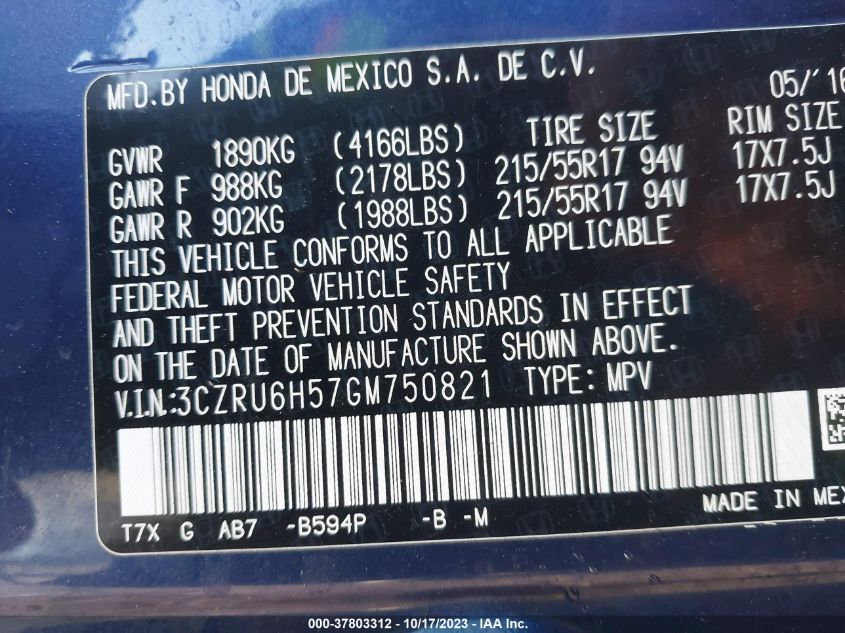 MFD.BY HONDA DE MEXICO S.A. DE C.V. 05/'16
TIRE SIZE RIM SIZE
GVWR 1890KG (4166LBS)
GAWR F 988KG (2178LBS) 215/55R17 94V 17X7.5J
GAWR R 902KG (1988LBS) 215/55R17 94V 17X7.5J
THIS VEHICLE CONFORMS TO ALL APPLICABLE
FEDERAL MOTOR VEHICLE SAFETY
AND THEFT PREVENTION STANDARDS IN EFFECT
ON THE DATE OF MANUFACTURE SHOWN ABOVE.
V.I.N.:3CZRU6H57GM750821 TYPE: MPV
T7X G AB7 -B594P -B -M MADE IN MEX
000-37803312 - 10/17/2023 - IAA Inc.